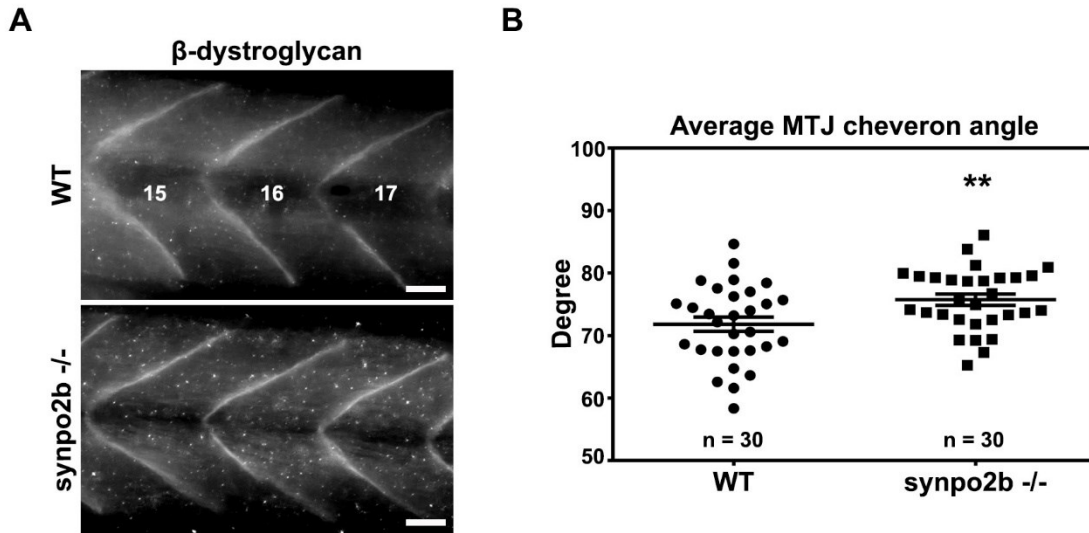 A
β-dystroglycan
WT
15 16 17
synpo2b -/-
B
Average MTJ cheveron angle
Degree
100
90
80
70
60
50
**
n = 30 n = 30
WT synpo2b -/-